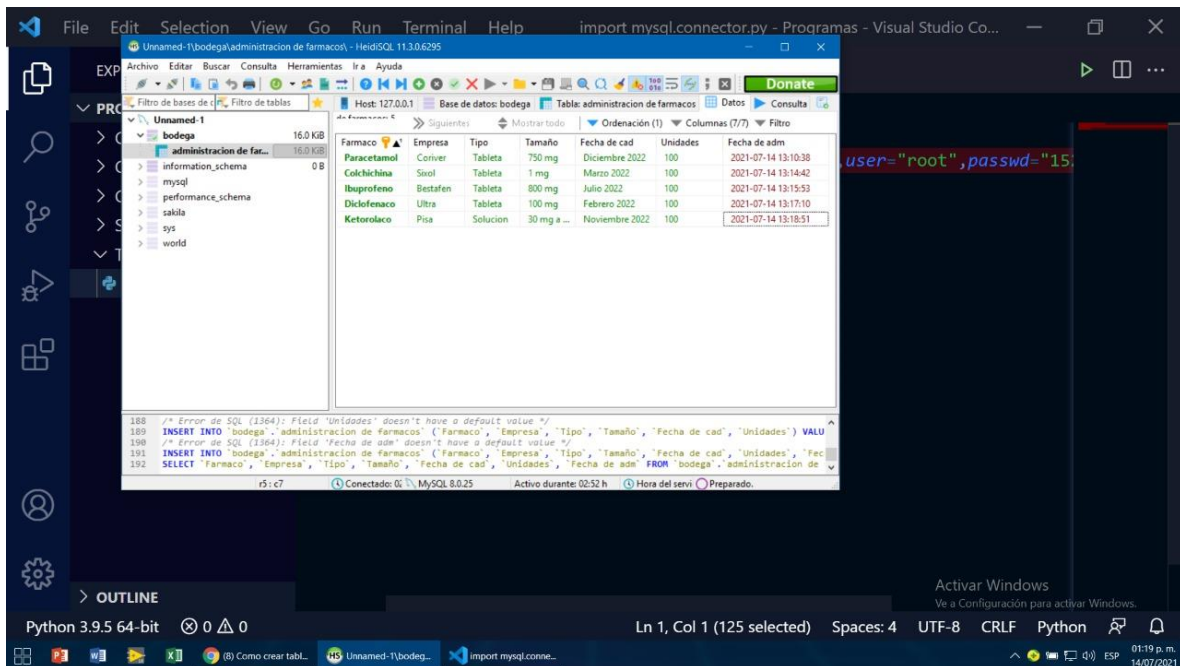 File Edit Selection View Go Run Terminal Help import mysql.connector.py - Programas - Visual Studio Co...
Unnamed-1\bodega\administracion de farmacos\ - HeidiSQL 11.3.0.6295
Archivo Editar Buscar Consulta Herramientas Ir a Ayuda
Donate
EXP
PRO
Filtro de bases de Filtro de tablas
Host: 127.0.0.1 Base de datos: bodega Tabla: administracion de farmacos Datos Consulta
Siguientes Mostrar todo Ordenación (1) Columnas (7/7) Filtro
Unnamed-1
bodega 16.0 KiB
administracion de far... 16.0 KiB
information_schema 0 B
mysql
performance_schema
sakila
sys
world
Farmaco Empresa Tipo Tamaño Fecha de cad Unidades Fecha de adm
Paracetamol Coriver Tableta 750 mg Diciembre 2022 100 2021-07-14 13:10:38
Colchichina Sixol Tableta 1 mg Marzo 2022 100 2021-07-14 13:14:42
Ibuprofeno Bestafen Tableta 800 mg Julio 2022 100 2021-07-14 13:15:53
Diclofenaco Ultra Tableta 100 mg Febrero 2022 100 2021-07-14 13:17:10
Ketorolaco Pisa Solucion 30 mg a ... Noviembre 2022 100 2021-07-14 13:18:51
,user="root",passwd="15
188 /* Error de SQL (1364): Field 'Unidades' doesn't have a default value */
189 INSERT INTO `bodega`.`administracion de farmacos` (`Farmaco`, `Empresa`, `Tipo`, `Tamaño`, `Fecha de cad`, `Unidades`) VALU
190 /* Error de SQL (1364): Field 'Fecha de adm' doesn't have a default value */
191 INSERT INTO `bodega`.`administracion de farmacos` (`Farmaco`, `Empresa`, `Tipo`, `Tamaño`, `Fecha de cad`, `Unidades`, `Fec
192 SELECT `Farmaco`, `Empresa`, `Tipo`, `Tamaño`, `Fecha de cad`, `Unidades`, `Fecha de adm` FROM `bodega`.`administracion de
r5 : c7 Conectado: 02 MySQL 8.0.25 Activo durante: 02:52 h Hora del servi Preparado.
OUTLINE
Activar Windows
Ve a Configuración para activar Windows.
Python 3.9.5 64-bit 0 0 Ln 1, Col 1 (125 selected) Spaces: 4 UTF-8 CRLF Python
(8) Como crear tabl... Unnamed-1\bodeg... import mysql.conne... ESP 01:19 p. m.
14/07/2021